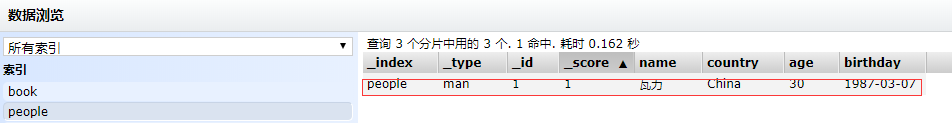 数据浏览
所有索引
索引
book
people
查询 3 个分片中用的 3 个. 1 命中. 耗时 0.162 秒
_index _type _id _score ▲ name country age birthday
people man 1 1 瓦力 China 30 1987-03-07